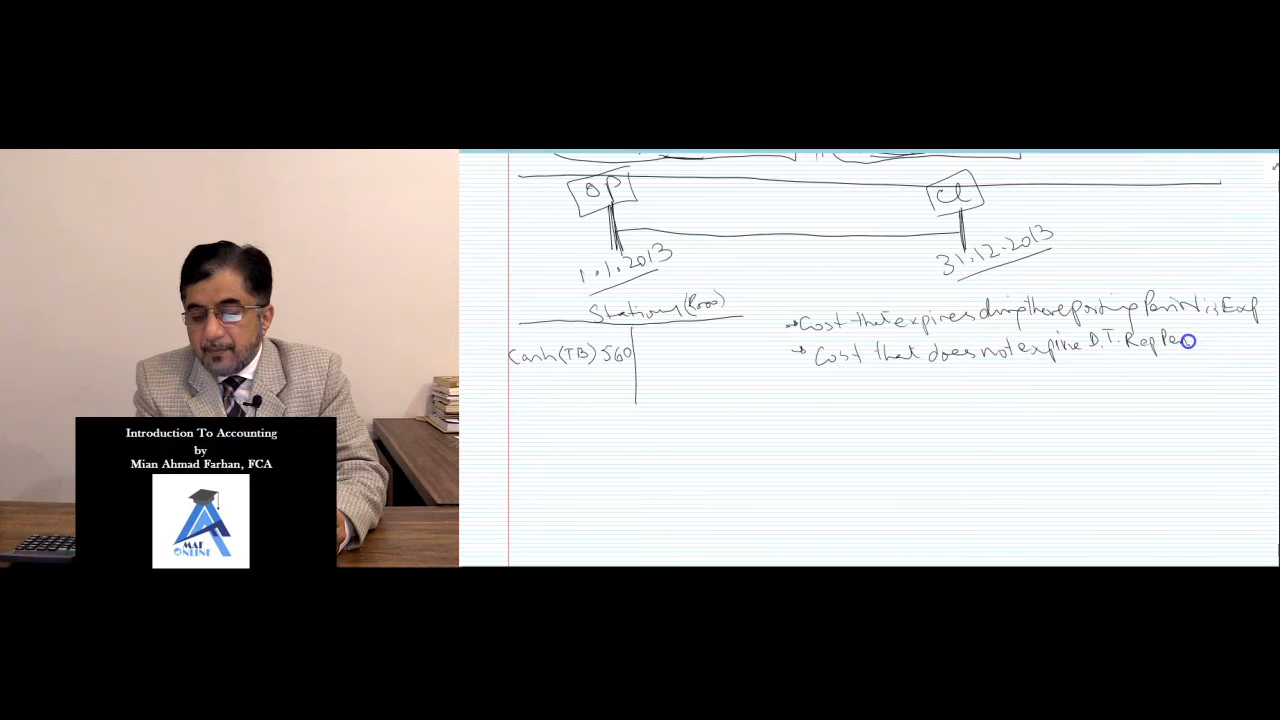 Introduction To Accounting
by
Mian Ahmad Farhan, FCA
MAF
ONLINE
OP
Cl
1.1.2013
31.12.2013
Stationery (Rs000)
Cash (TB) 560
→ Cost that expires during the reporting Period is Exp
→ Cost that does not expire D.T. Rep Per